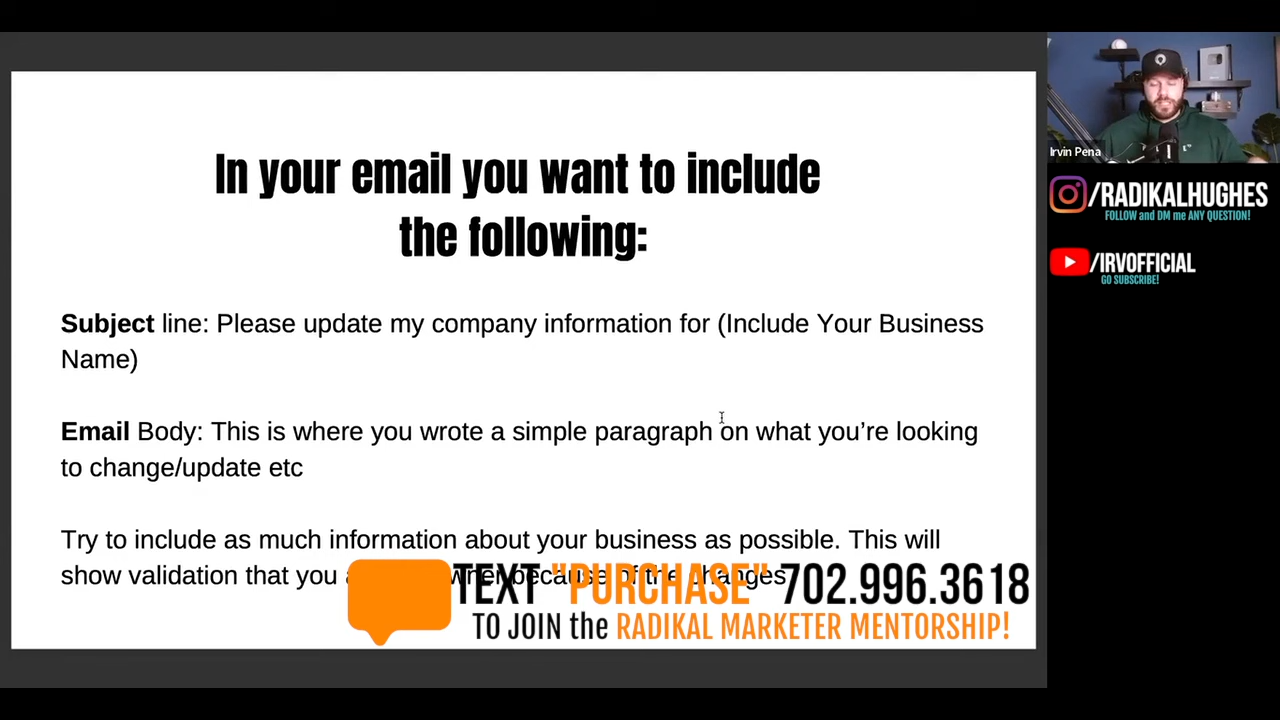 In your email you want to include
the following:
Subject line: Please update my company information for (Include Your Business
Name)
Email Body: This is where you wrote a simple paragraph on what you're looking
to change/update etc
Try to include as much information about your business as possible. This will
show validation that you because of the changes
TEXT "PURCHASE" 702.996.3618
TO JOIN the RADIKAL MARKETER MENTORSHIP!
Irvin Pena
/RADIKALHUGHES
FOLLOW and DM me ANY QUESTION!
/IRVOFFICIAL
GO SUBSCRIBE!